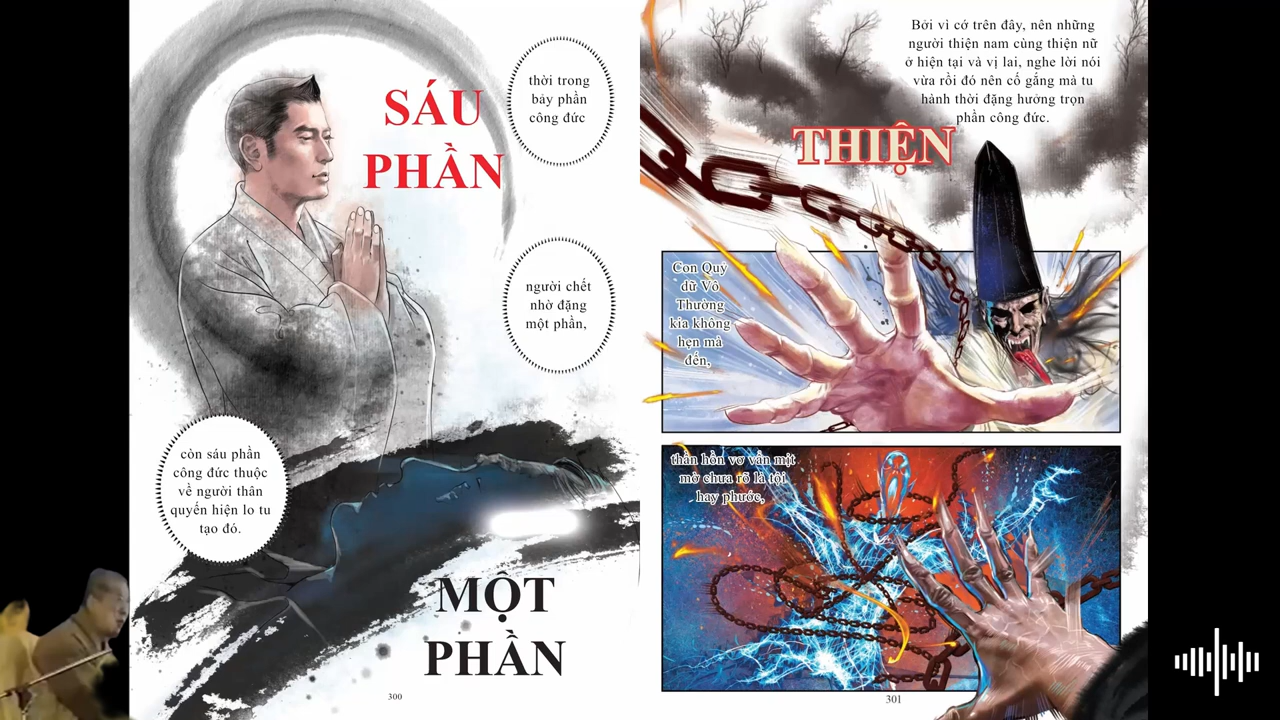 SÁU
PHẦN
thời trong
bảy phần
công đức
người chết
nhờ đặng
một phần,
còn sáu phần
công đức thuộc
về người thân
quyến hiện lo tu
tạo đó.
MỘT
PHẦN
300
Bởi vì cớ trên đây, nên những
người thiện nam cùng thiện nữ
ở hiện tại và vị lai, nghe lời nói
vừa rồi đó nên cố gắng mà tu
hành thời đặng hưởng trọn
phần công đức.
THIỆN
Con Quỷ
dữ Vô
Thường
kia không
hẹn mà
đến,
thần hồn vơ vẩn mịt
mờ chưa rõ là tội
hay phước,
301